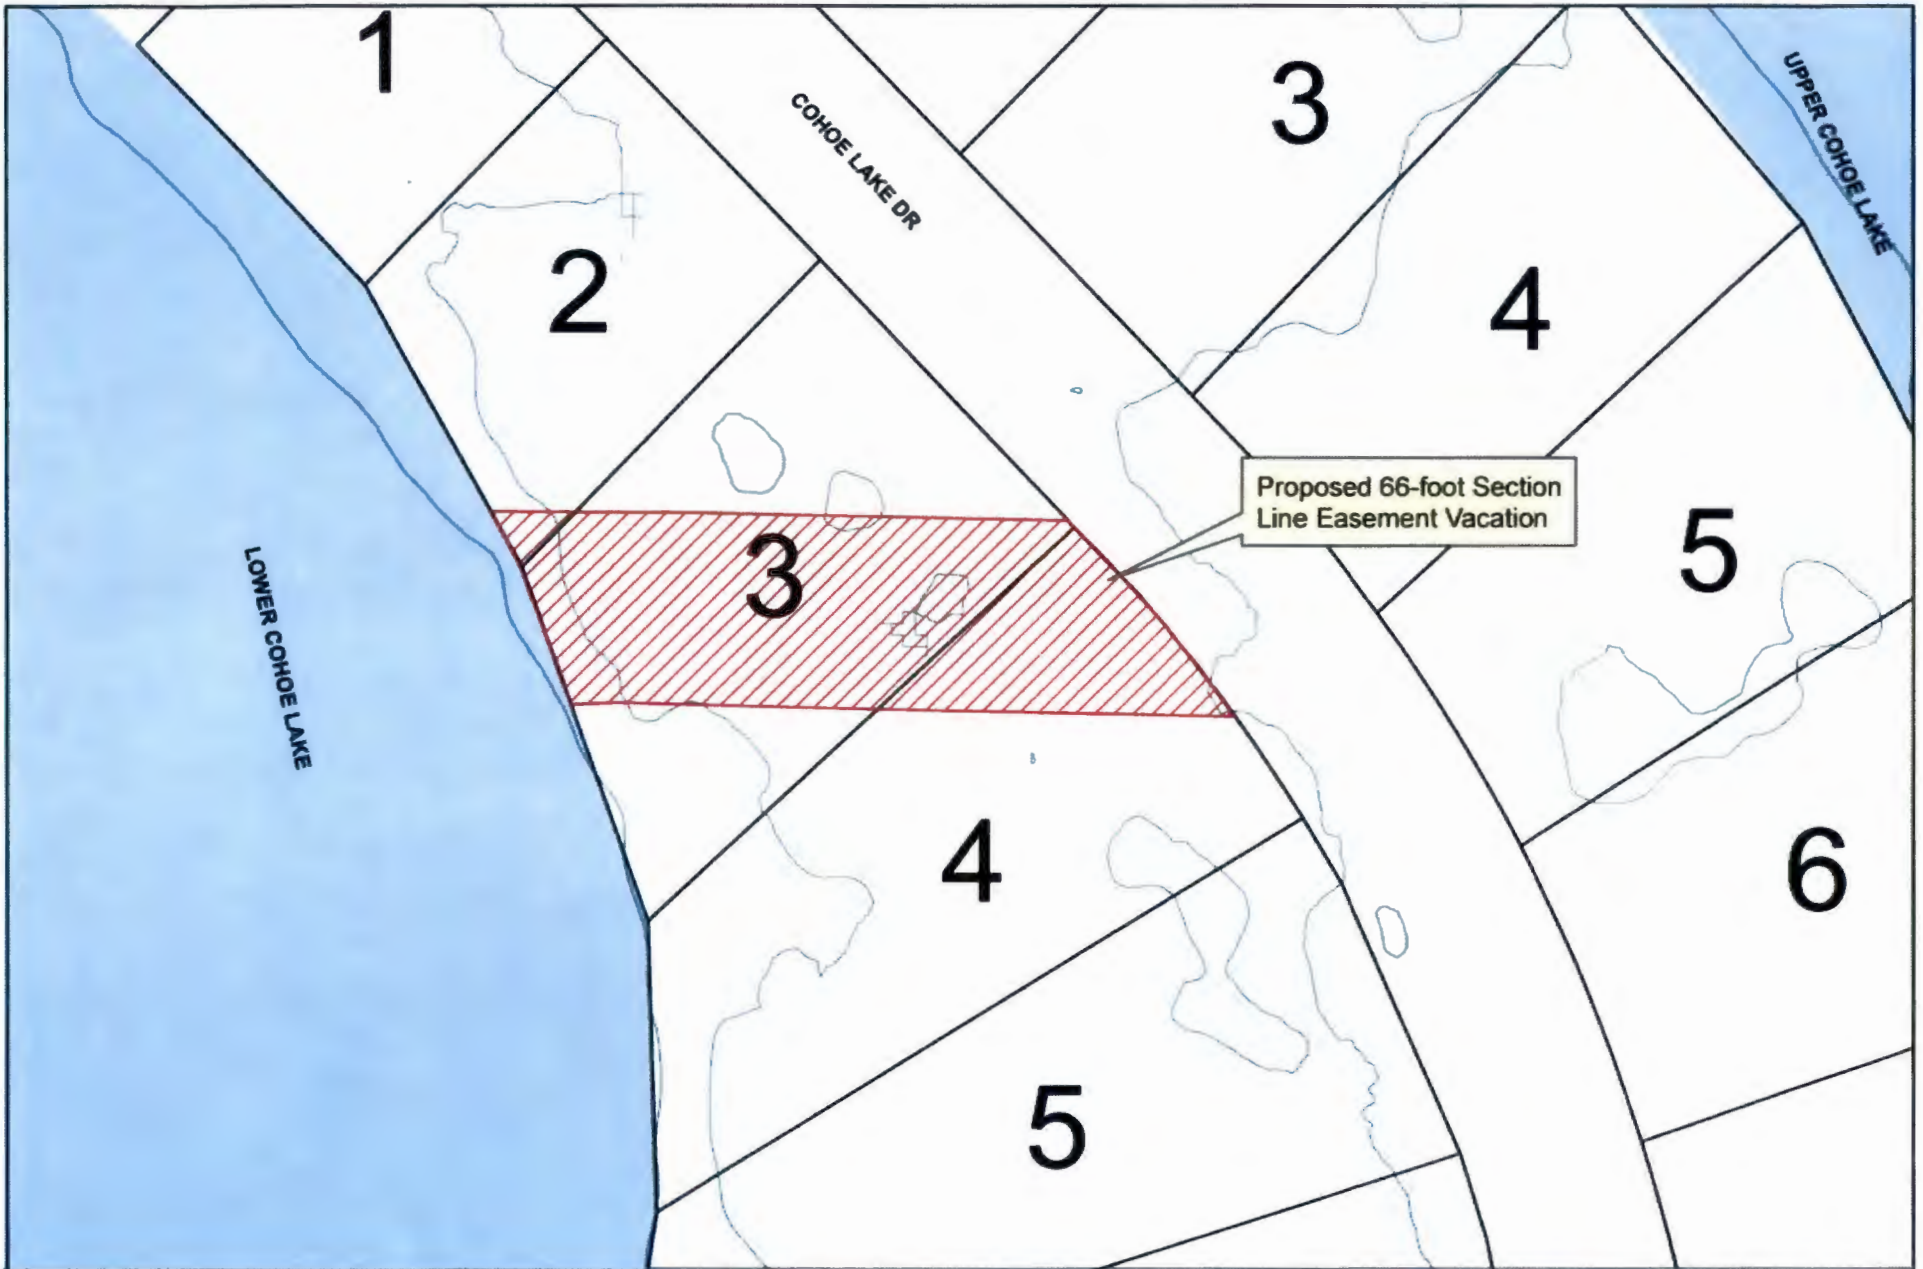 1
3
UPPER COHOE LAKE
COHOE LAKE DR
2
4
Proposed 66-foot Section
Line Easement Vacation
5
3
LOWER COHOE LAKE
4
6
5